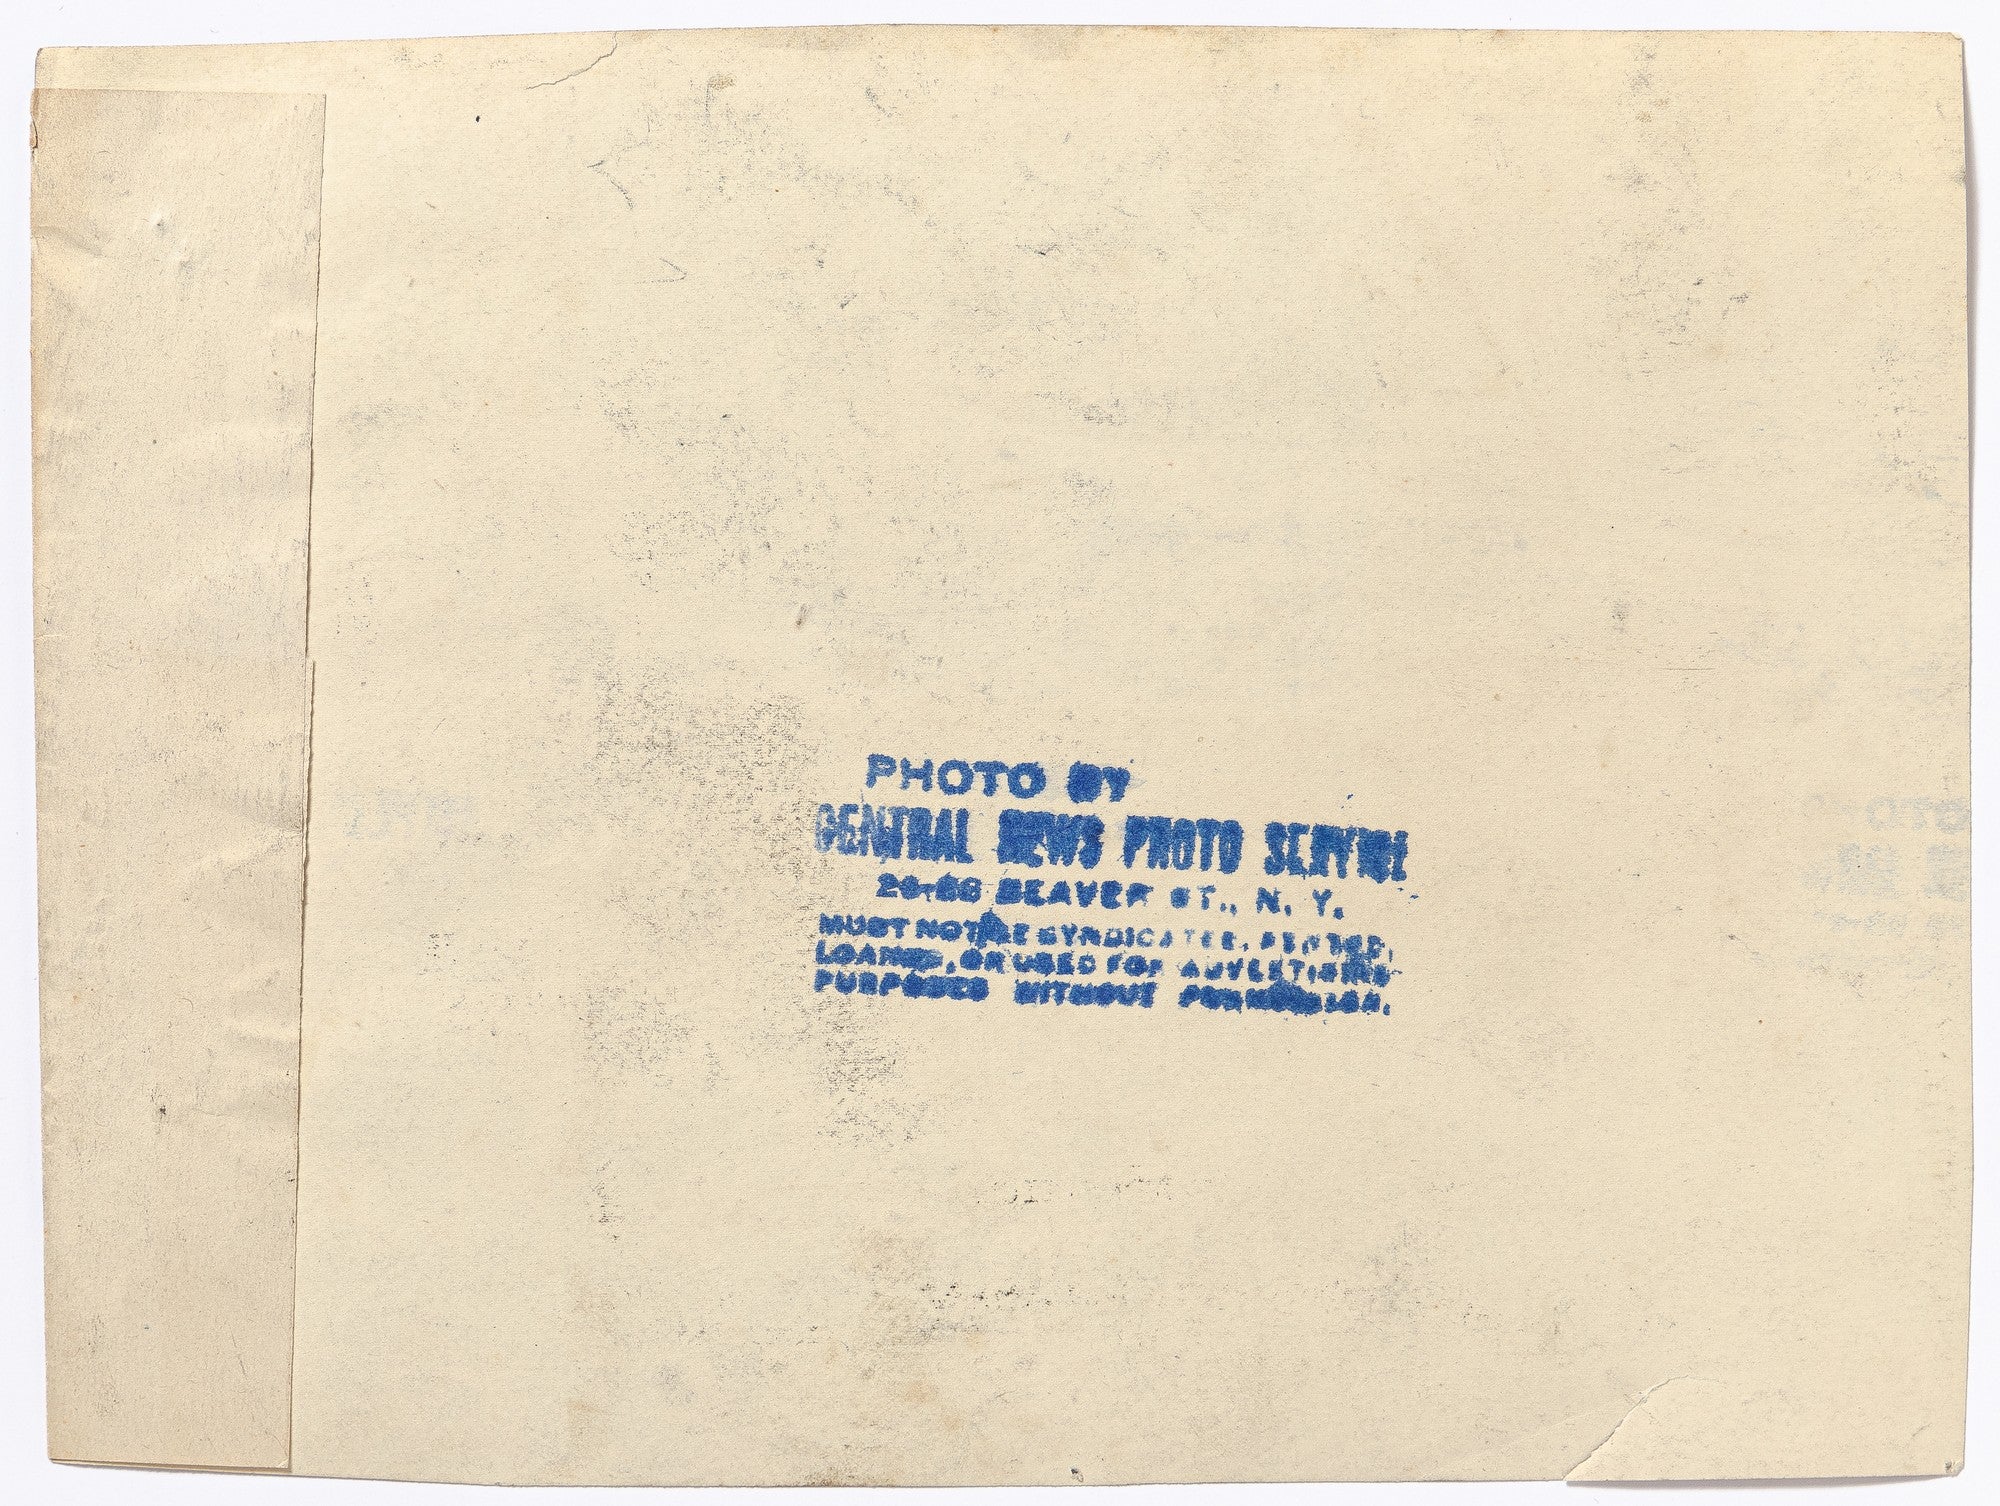 PHOTO BY
CENTRAL NEWS PHOTO SERVICE
BEAVER ST., N. Y.
MUST NOT BE SYNDICATED, RENTED,
LOANED, OR USED FOR ADVERTISING
PURPOSES WITHOUT PERMISSION.